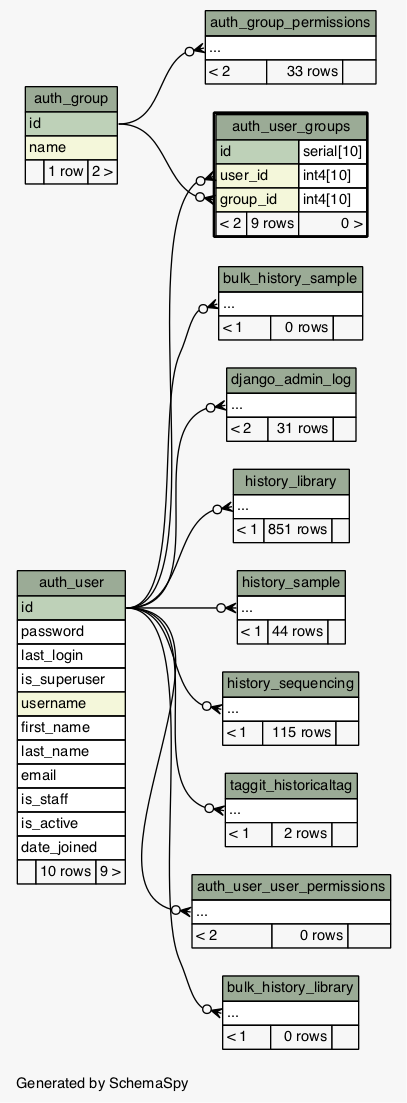 auth_group_permissions
...
< 2 33 rows
auth_group
id
name
1 row 2 >
auth_user_groups
id serial[10]
user_id int4[10]
group_id int4[10]
< 2 9 rows 0 >
bulk_history_sample
...
< 1 0 rows
django_admin_log
...
< 2 31 rows
history_library
...
< 1 851 rows
auth_user
id
password
last_login
is_superuser
username
first_name
last_name
email
is_staff
is_active
date_joined
10 rows 9 >
history_sample
...
< 1 44 rows
history_sequencing
...
< 1 115 rows
taggit_historicaltag
...
< 1 2 rows
auth_user_user_permissions
...
< 2 0 rows
bulk_history_library
...
< 1 0 rows
Generated by SchemaSpy